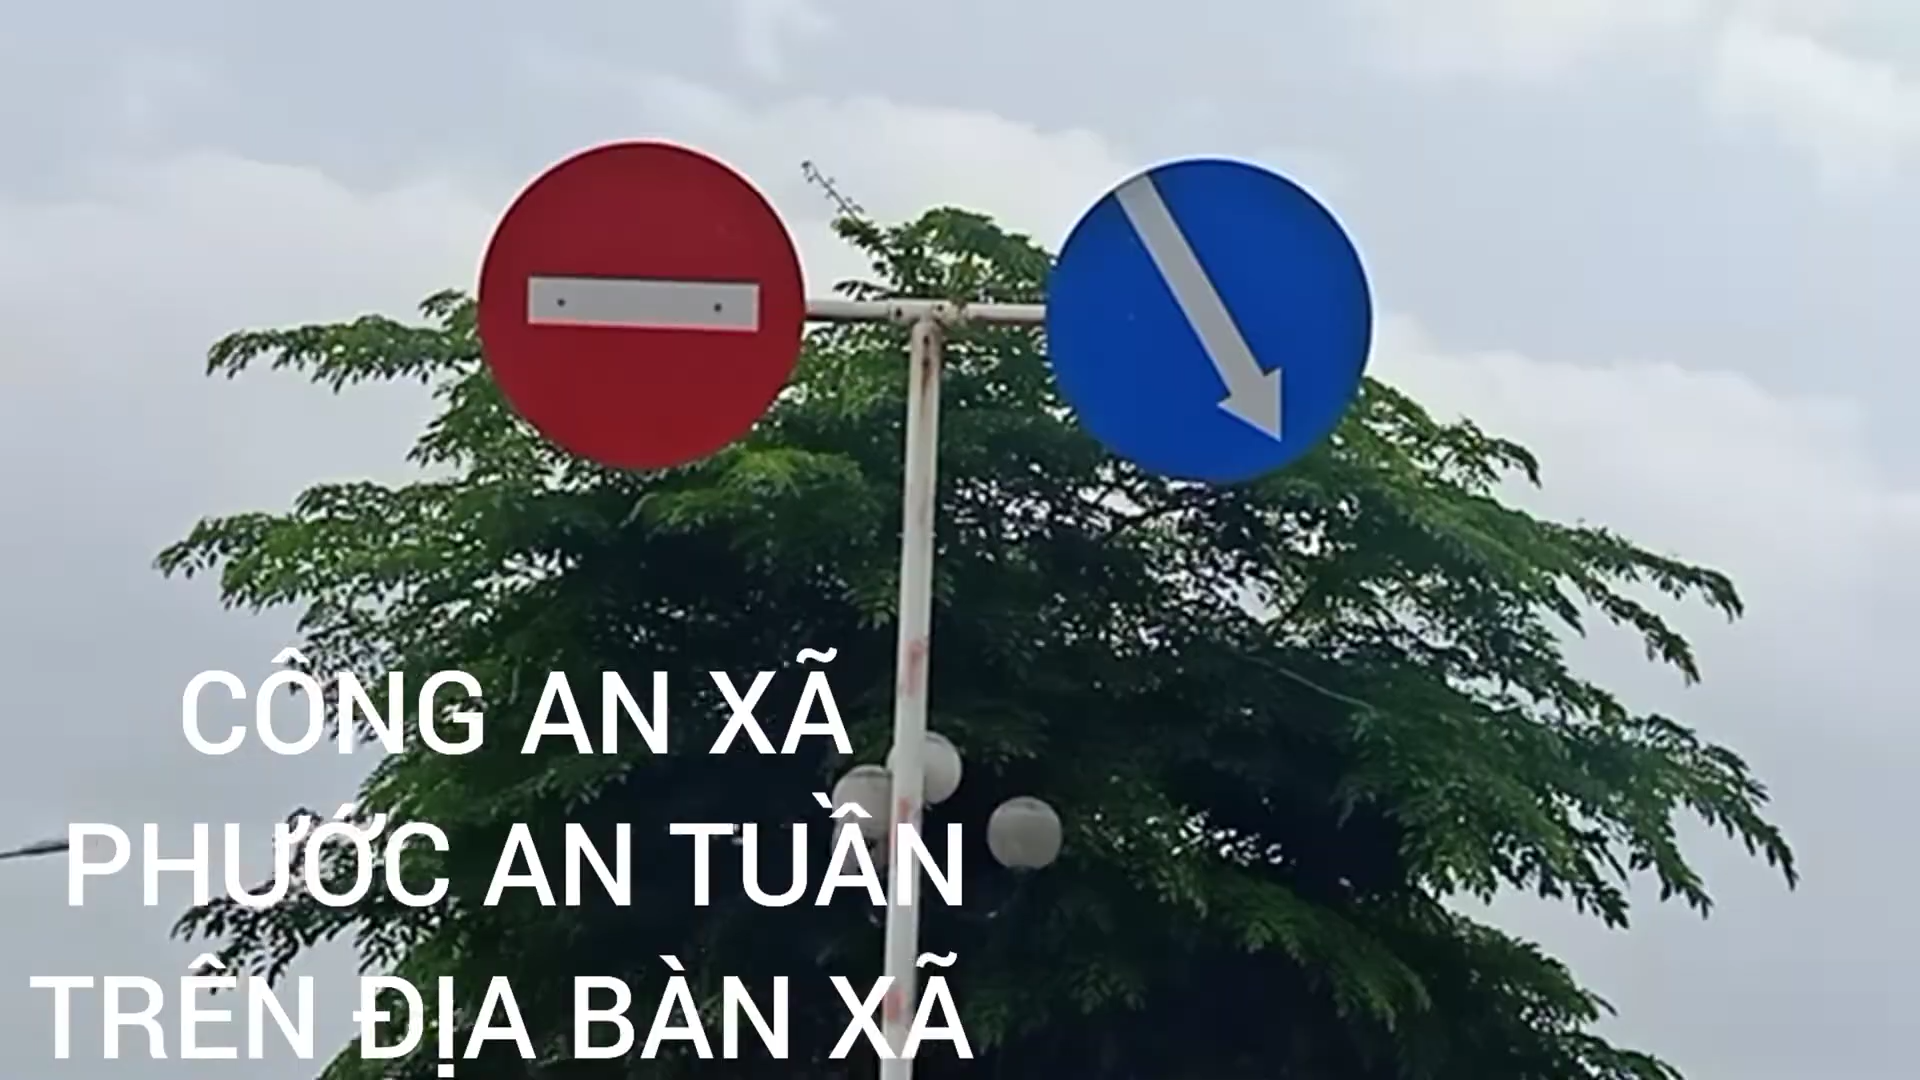 CÔNG AN XÃ
PHƯỚC AN TUẦN
TRÊN ĐỊA BÀN XÃ